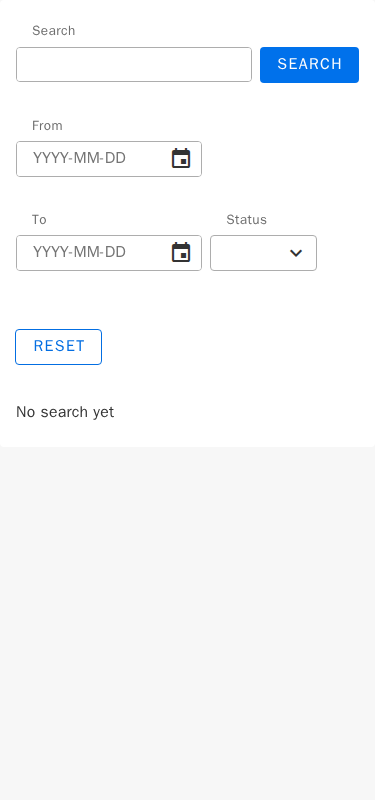 Search
SEARCH
From
YYYY-MM-DD
To
Status
YYYY-MM-DD
RESET
No search yet